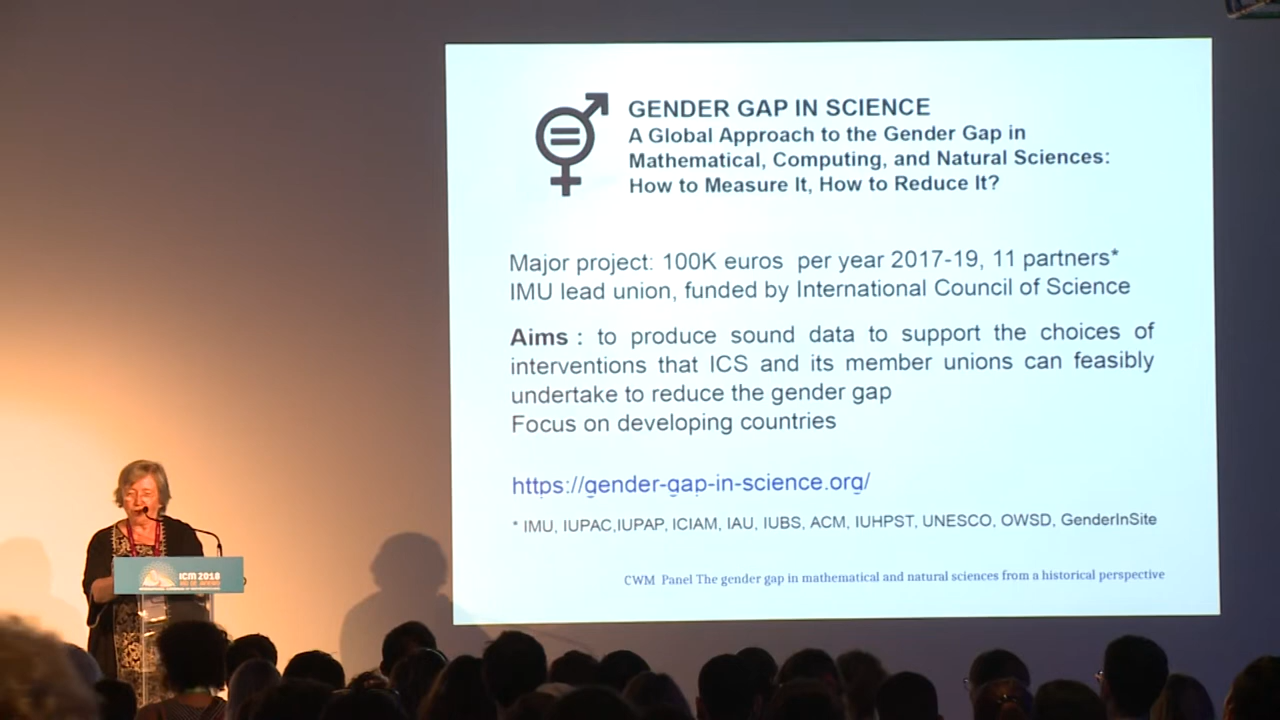 GENDER GAP IN SCIENCE
A Global Approach to the Gender Gap in
Mathematical, Computing, and Natural Sciences:
How to Measure It, How to Reduce It?
Major project: 100K euros per year 2017-19, 11 partners*
IMU lead union, funded by International Council of Science
Aims : to produce sound data to support the choices of
interventions that ICS and its member unions can feasibly
undertake to reduce the gender gap
Focus on developing countries
https://gender-gap-in-science.org/
* IMU, IUPAC,IUPAP, ICIAM, IAU, IUBS, ACM, IUHPST, UNESCO, OWSD, GenderInSite
CWM Panel The gender gap in mathematical and natural sciences from a historical perspective
ICM 2018
RIO DE JANEIRO